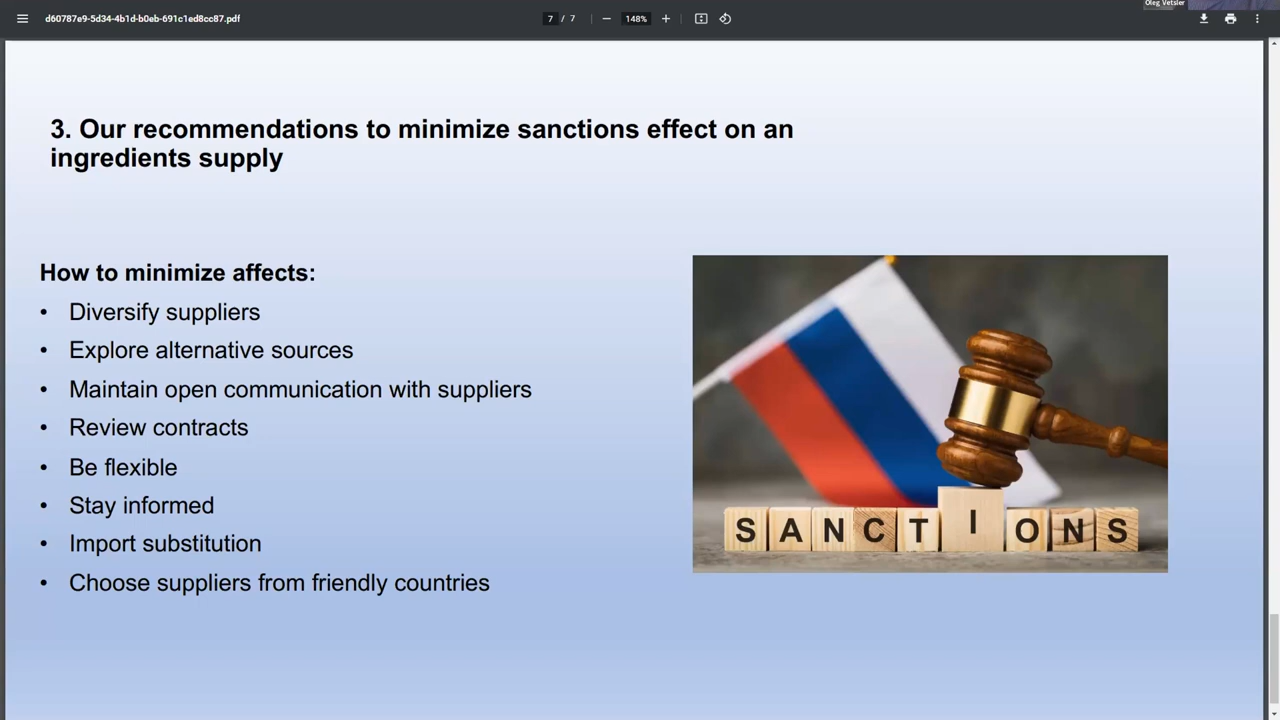 d60787e9-5d34-4b1d-b0eb-691c1ed8cc87.pdf
7 / 7
148%
Oleg Vetsler
3. Our recommendations to minimize sanctions effect on an
ingredients supply
How to minimize affects:
• Diversify suppliers
• Explore alternative sources
• Maintain open communication with suppliers
• Review contracts
• Be flexible
• Stay informed
• Import substitution
• Choose suppliers from friendly countries
SANCTIONS